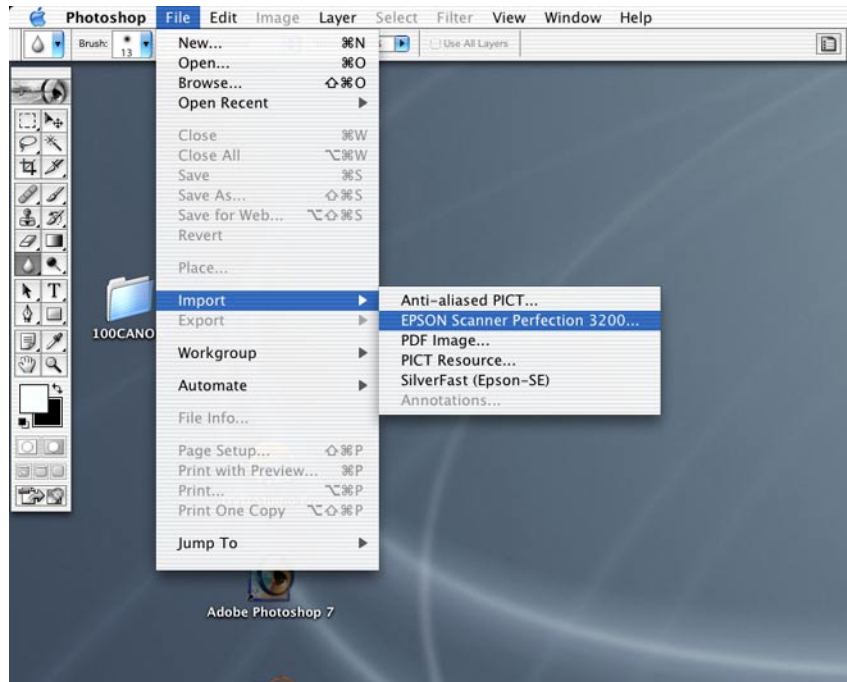 Photoshop File Edit Image Layer Select Filter View Window Help
Brush: 13 Use All Layers
New... ⌘N
Open... ⌘O
Browse... ⇧⌘O
Open Recent
Close ⌘W
Close All ⌥⌘W
Save ⌘S
Save As... ⇧⌘S
Save for Web... ⌥⇧⌘S
Revert
Place...
Import
Export
Workgroup
Automate
File Info...
Page Setup... ⇧⌘P
Print with Preview... ⌘P
Print... ⌥⌘P
Print One Copy ⌥⇧⌘P
Jump To
Anti-aliased PICT...
EPSON Scanner Perfection 3200...
PDF Image...
PICT Resource...
SilverFast (Epson-SE)
Annotations...
T
100CANO
Adobe Photoshop 7